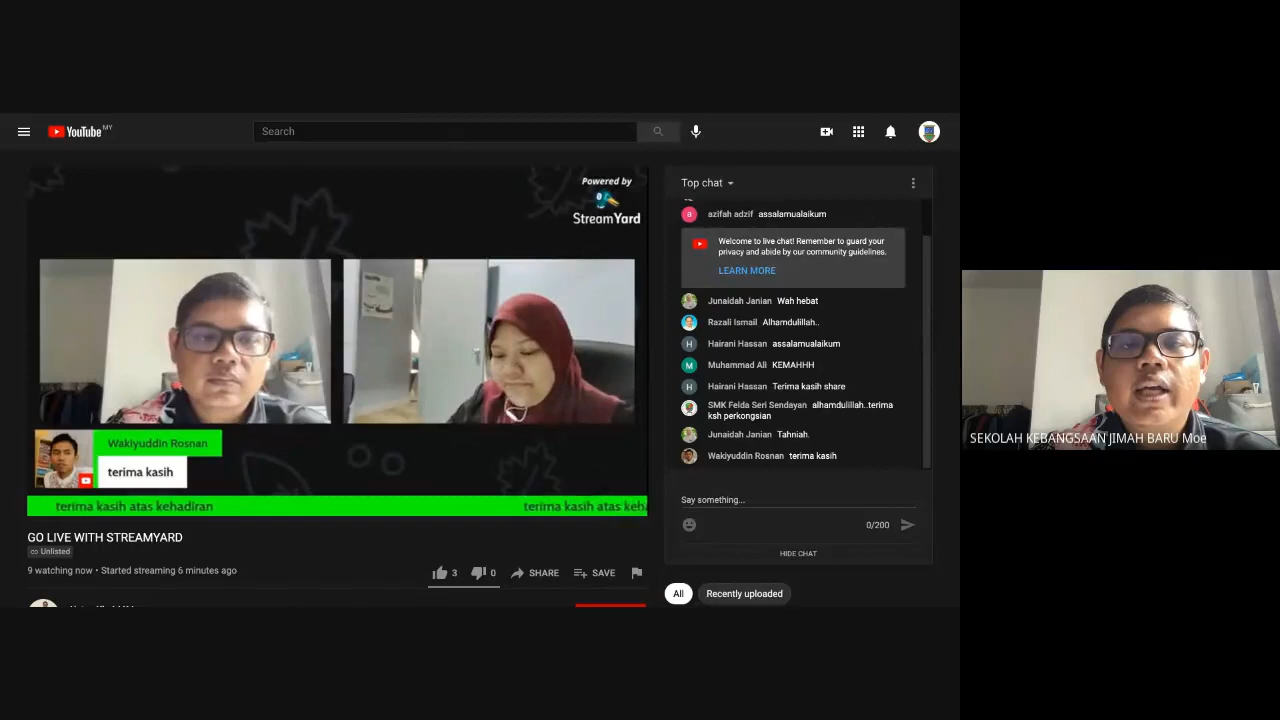 YouTube MY
Search
Powered by
StreamYard
Wakiyuddin Rosnan
terima kasih
terima kasih atas kehadiran
terima kasih atas keh
GO LIVE WITH STREAMYARD
Unlisted
9 watching now • Started streaming 6 minutes ago
3
0
SHARE
SAVE
Top chat
a
azifah adzif assalamualaikum
Welcome to live chat! Remember to guard your
privacy and abide by our community guidelines.
LEARN MORE
Junaidah Janian Wah hebat
Razali Ismail Alhamdulillah..
H Hairani Hassan assalamualaikum
M Muhammad Ali KEMAHHH
H Hairani Hassan Terima kasih share
SMK Felda Seri Sendayan alhamdulillah..terima
ksh perkongsian
Junaidah Janian Tahniah.
Wakiyuddin Rosnan terima kasih
Say something...
0/200
HIDE CHAT
All
Recently uploaded
SEKOLAH KEBANGSAAN JIMAH BARU Moe